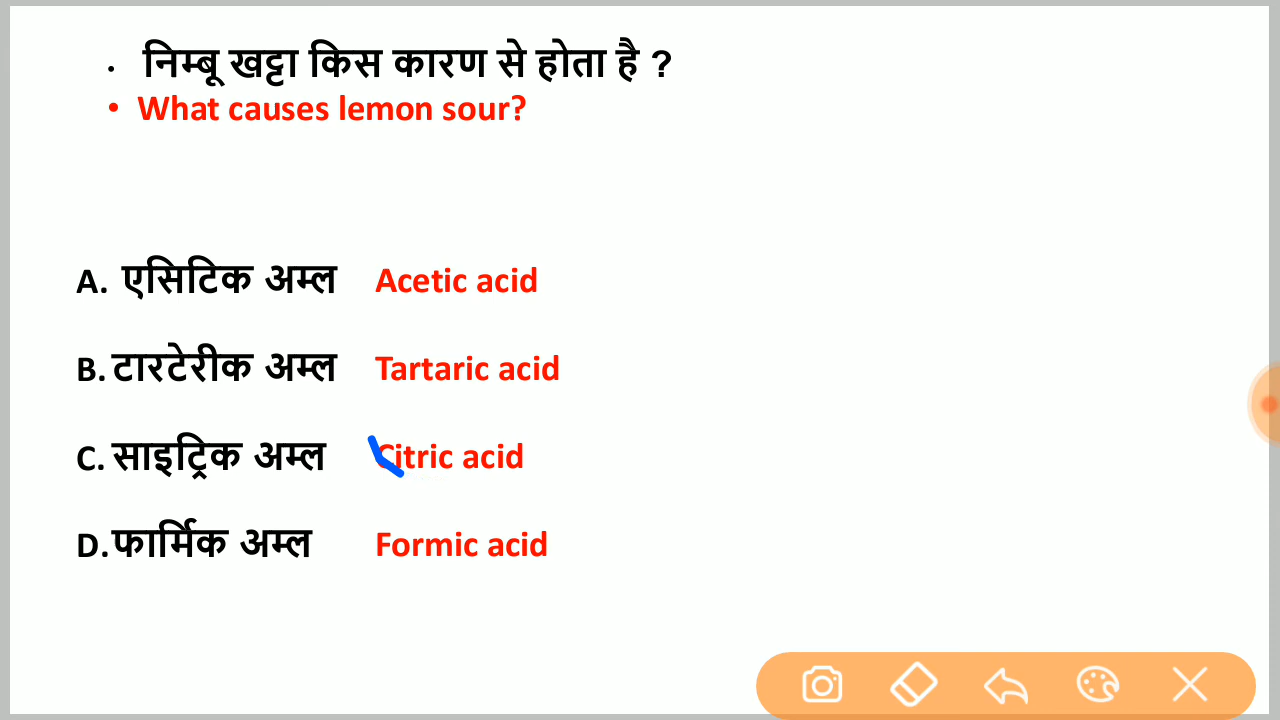 • निम्बू खट्टा किस कारण से होता है ?
• What causes lemon sour?
A. एसिटिक अम्ल Acetic acid
B. टारटेरीक अम्ल Tartaric acid
C. साइट्रिक अम्ल Citric acid
D. फार्मिक अम्ल Formic acid